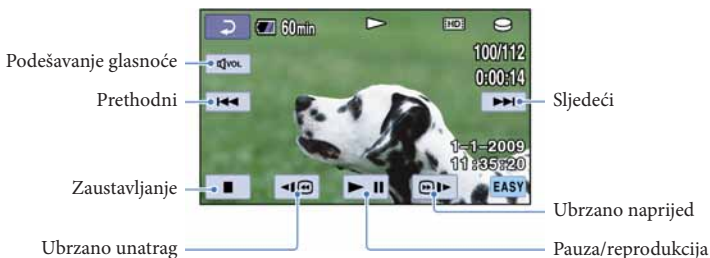 60min
HD
VOL.
100/112
0:00:14
Podešavanje glasnoće
Prethodni
Sljedeći
1-1-2009
11:35:20
Zaustavljanje
EASY
Ubrzano naprijed
Ubrzano unatrag
Pauza/reprodukcija